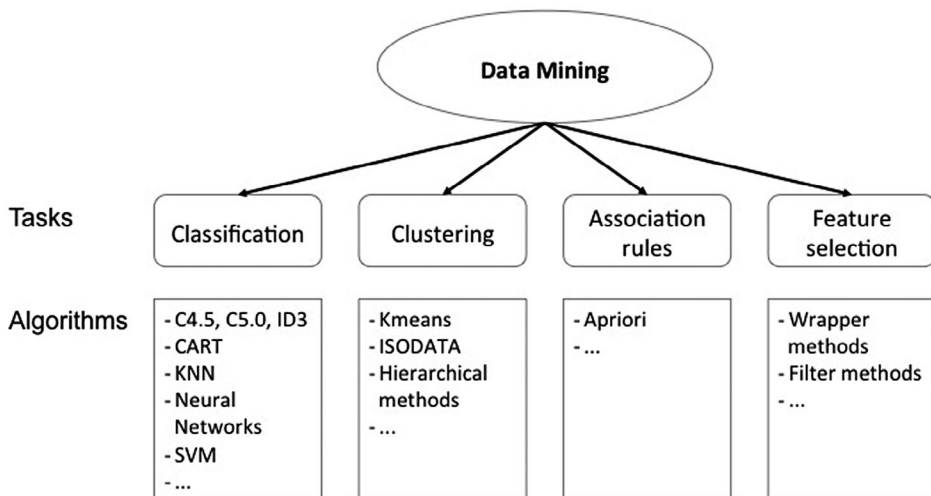 Data Mining
Tasks
Classification
Clustering
Association
rules
Feature
selection
Algorithms
- C4.5, C5.0, ID3
- CART
- KNN
- Neural
Networks
- SVM
- ...
- Kmeans
- ISODATA
- Hierarchical
methods
- ...
- Apriori
- ...
- Wrapper
methods
- Filter methods
- ...